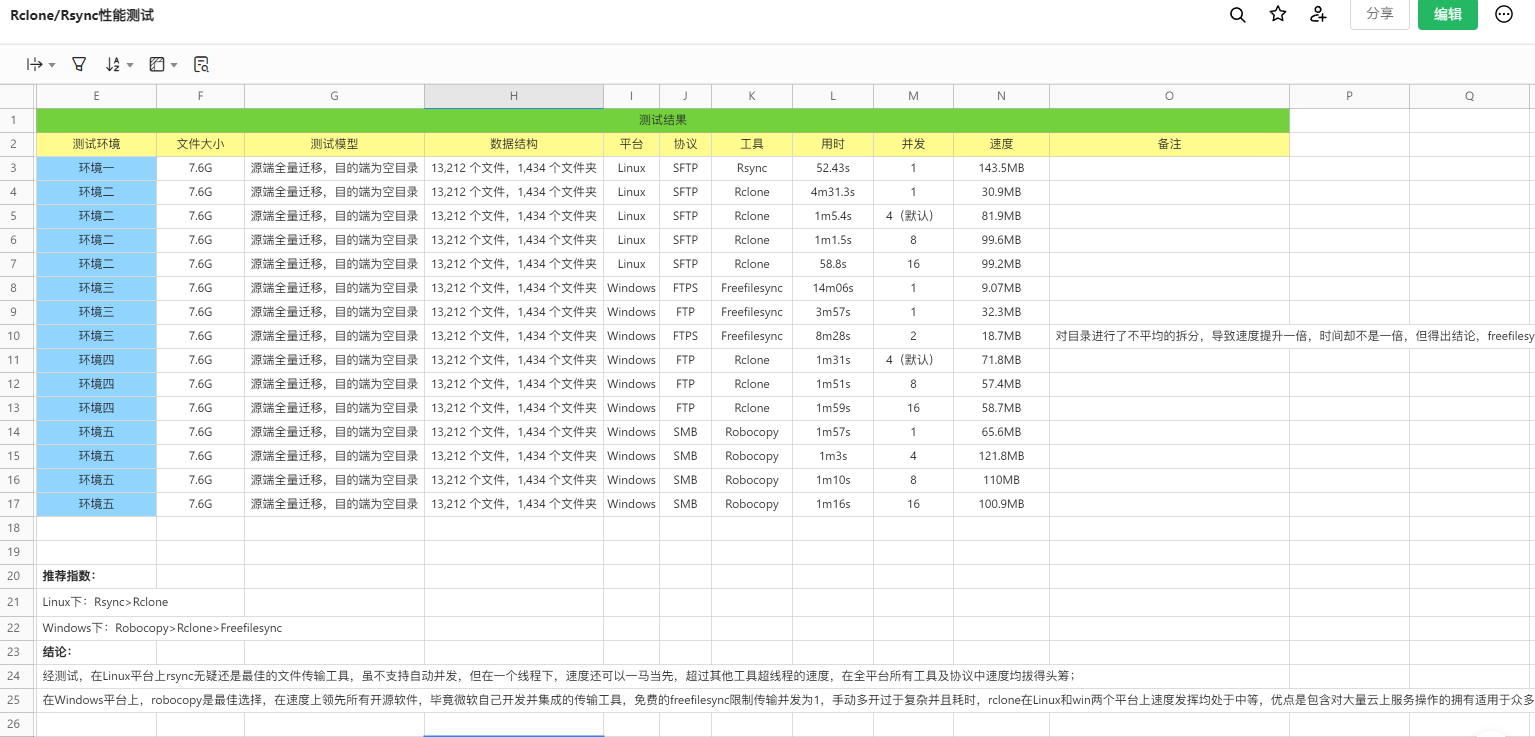 Rclone/Rsync性能测试
分享
编辑
E F G H I J K L M N O P Q
1 测试结果
2 测试环境 文件大小 测试模型 数据结构 平台 协议 工具 用时 并发 速度 备注
3 环境一 7.6G 源端全量迁移，目的端为空目录 13,212 个文件，1,434 个文件夹 Linux SFTP Rsync 52.43s 1 143.5MB
4 环境二 7.6G 源端全量迁移，目的端为空目录 13,212 个文件，1,434 个文件夹 Linux SFTP Rclone 4m31.3s 1 30.9MB
5 环境二 7.6G 源端全量迁移，目的端为空目录 13,212 个文件，1,434 个文件夹 Linux SFTP Rclone 1m5.4s 4（默认） 81.9MB
6 环境二 7.6G 源端全量迁移，目的端为空目录 13,212 个文件，1,434 个文件夹 Linux SFTP Rclone 1m1.5s 8 99.6MB
7 环境二 7.6G 源端全量迁移，目的端为空目录 13,212 个文件，1,434 个文件夹 Linux SFTP Rclone 58.8s 16 99.2MB
8 环境三 7.6G 源端全量迁移，目的端为空目录 13,212 个文件，1,434 个文件夹 Windows FTPS Freefilesync 14m06s 1 9.07MB
9 环境三 7.6G 源端全量迁移，目的端为空目录 13,212 个文件，1,434 个文件夹 Windows FTP Freefilesync 3m57s 1 32.3MB
10 环境三 7.6G 源端全量迁移，目的端为空目录 13,212 个文件，1,434 个文件夹 Windows FTPS Freefilesync 8m28s 2 18.7MB 对目录进行了不平均的拆分，导致速度提升一倍，时间却不是一倍，但得出结论，freefilesy
11 环境四 7.6G 源端全量迁移，目的端为空目录 13,212 个文件，1,434 个文件夹 Windows FTP Rclone 1m31s 4（默认） 71.8MB
12 环境四 7.6G 源端全量迁移，目的端为空目录 13,212 个文件，1,434 个文件夹 Windows FTP Rclone 1m51s 8 57.4MB
13 环境四 7.6G 源端全量迁移，目的端为空目录 13,212 个文件，1,434 个文件夹 Windows FTP Rclone 1m59s 16 58.7MB
14 环境五 7.6G 源端全量迁移，目的端为空目录 13,212 个文件，1,434 个文件夹 Windows SMB Robocopy 1m57s 1 65.6MB
15 环境五 7.6G 源端全量迁移，目的端为空目录 13,212 个文件，1,434 个文件夹 Windows SMB Robocopy 1m3s 4 121.8MB
16 环境五 7.6G 源端全量迁移，目的端为空目录 13,212 个文件，1,434 个文件夹 Windows SMB Robocopy 1m10s 8 110MB
17 环境五 7.6G 源端全量迁移，目的端为空目录 13,212 个文件，1,434 个文件夹 Windows SMB Robocopy 1m16s 16 100.9MB
18
19
20 推荐指数：
21 Linux下：Rsync>Rclone
22 Windows下：Robocopy>Rclone>Freefilesync
23 结论：
24 经测试，在Linux平台上rsync无疑还是最佳的文件传输工具，虽不支持自动并发，但在一个线程下，速度还可以一马当先，超过其他工具超线程的速度，在全平台所有工具及协议中速度均拔得头筹；
25 在Windows平台上，robocopy是最佳选择，在速度上领先所有开源软件，毕竟微软自己开发并集成的传输工具，免费的freefilesync限制传输并发为1，手动多开过于复杂并且耗时，rclone在Linux和win两个平台上速度发挥均处于中等，优点是包含对大量云上服务操作的拥有适用于众多
26